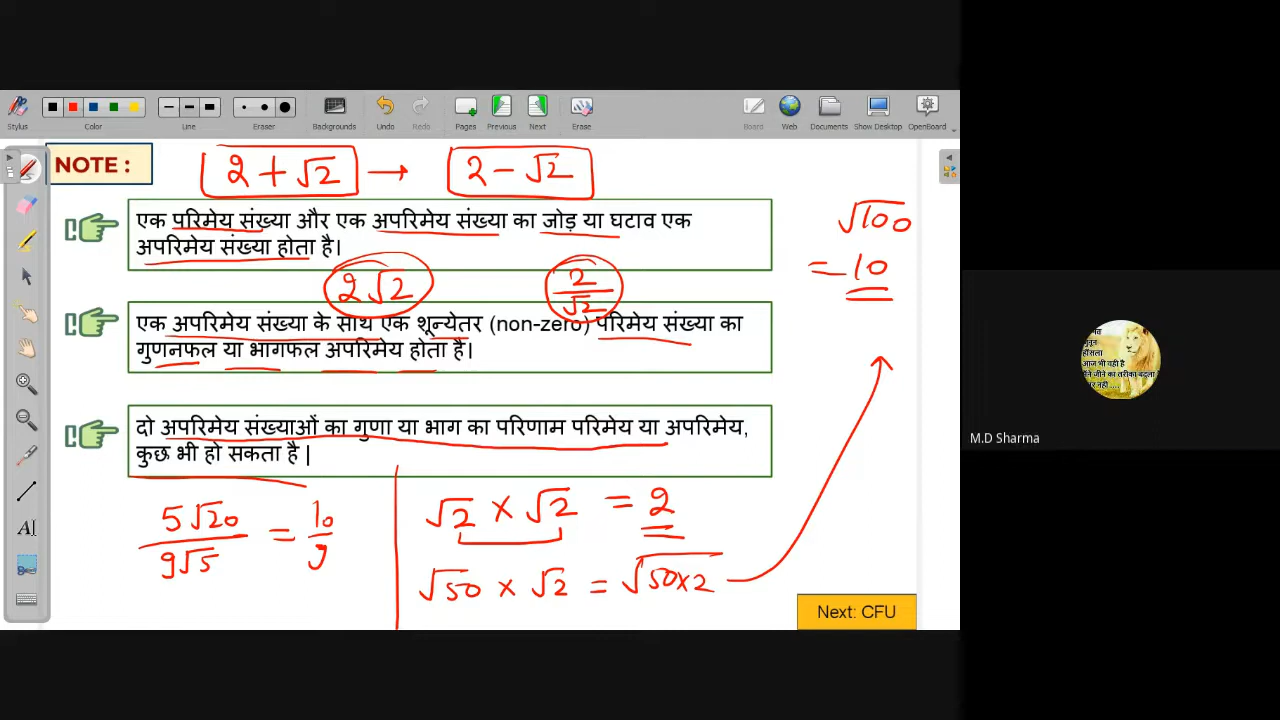 Stylus
Color
Line
Eraser
Backgrounds
Undo
Redo
Pages
Previous
Next
Erase
Board
Web
Documents
Show Desktop
OpenBoard
NOTE :
2 + √2 → 2 - √2
एक परिमेय संख्या और एक अपरिमेय संख्या का जोड़ या घटाव एक
अपरिमेय संख्या होता है।
√100
= 10
2√2
2/√2
एक अपरिमेय संख्या के साथ एक शून्येतर (non-zero) परिमेय संख्या का
गुणनफल या भागफल अपरिमेय होता है।
दो अपरिमेय संख्याओं का गुणा या भाग का परिणाम परिमेय या अपरिमेय,
कुछ भी हो सकता है |
5√20/9√5 = 10/9
√2 × √2 = 2
√50 × √2 = √50×2
Next: CFU
हौंसला
आज भी वही है
M.D Sharma